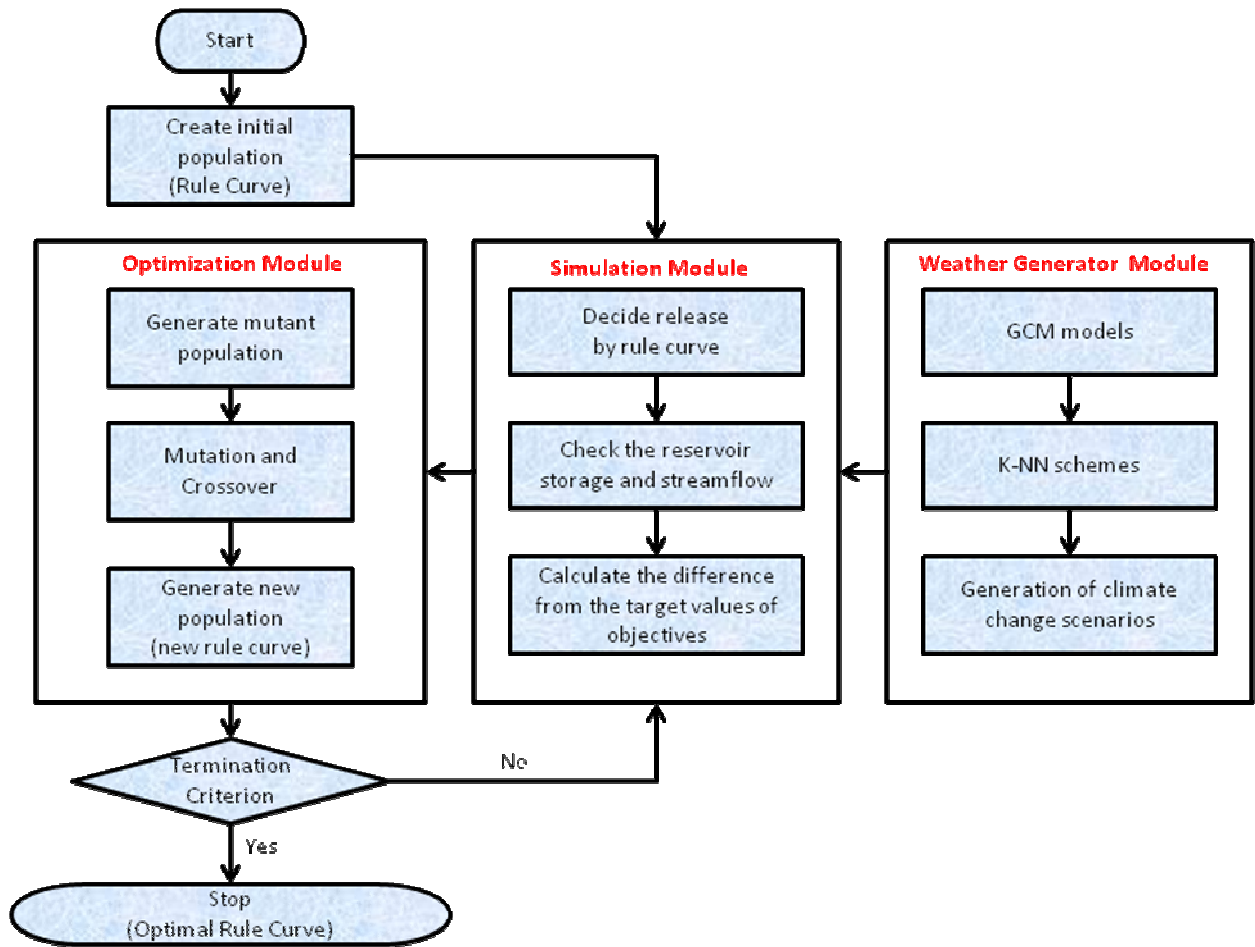 Start
Create initial
population
(Rule Curve)
Optimization Module
Generate mutant
population
Mutation and
Crossover
Generate new
population
(new rule curve)
Simulation Module
Decide release
by rule curve
Check the reservoir
storage and streamflow
Calculate the difference
from the target values of
objectives
Weather Generator Module
GCM models
K-NN schemes
Generation of climate
change scenarios
Termination
Criterion
No
Yes
Stop
(Optimal Rule Curve)